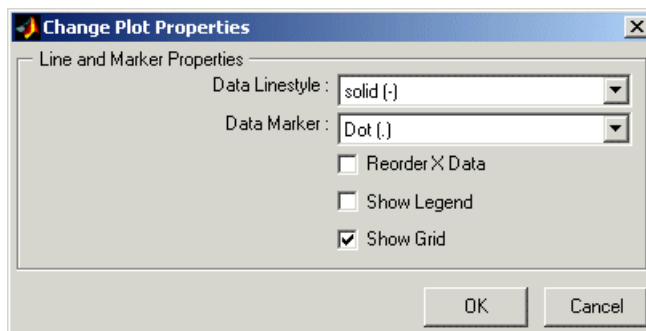 Change Plot Properties
Line and Marker Properties
Data Linestyle : solid (-)
Data Marker : Dot (.)
Reorder X Data
Show Legend
Show Grid
OK Cancel